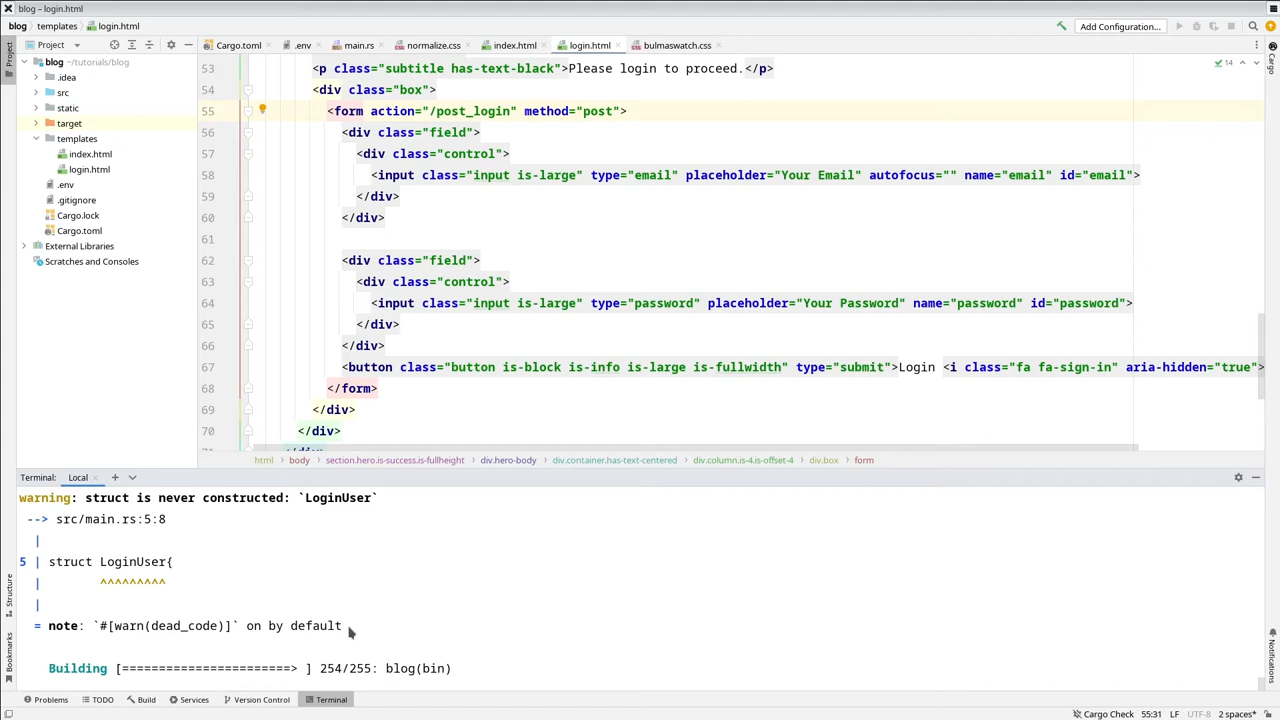 blog – login.html
blog templates login.html Add Configuration...
Project Cargo.toml .env main.rs normalize.css index.html login.html bulmaswatch.css
Project
Cargo
blog ~/tutorials/blog
.idea
src
static
target
templates
index.html
login.html
.env
.gitignore
Cargo.lock
Cargo.toml
External Libraries
Scratches and Consoles
14
53 <p class="subtitle has-text-black">Please login to proceed.</p>
54 <div class="box">
55 <form action="/post_login" method="post">
56 <div class="field">
57 <div class="control">
58 <input class="input is-large" type="email" placeholder="Your Email" autofocus="" name="email" id="email">
59 </div>
60 </div>
61
62 <div class="field">
63 <div class="control">
64 <input class="input is-large" type="password" placeholder="Your Password" name="password" id="password">
65 </div>
66 </div>
67 <button class="button is-block is-info is-large is-fullwidth" type="submit">Login <i class="fa fa-sign-in" aria-hidden="true">
68 </form>
69 </div>
70 </div>
html body section.hero.is-success.is-fullheight div.hero-body div.container.has-text-centered div.column.is-4.is-offset-4 div.box form
Terminal: Local
warning: struct is never constructed: `LoginUser`
--> src/main.rs:5:8
|
5 | struct LoginUser{
| ^^^^^^^^^
|
= note: `#[warn(dead_code)]` on by default
Building [=======================> ] 254/255: blog(bin)
Structure
Bookmarks
Notifications
Problems TODO Build Services Version Control Terminal
Cargo Check 55:31 LF UTF-8 2 spaces*